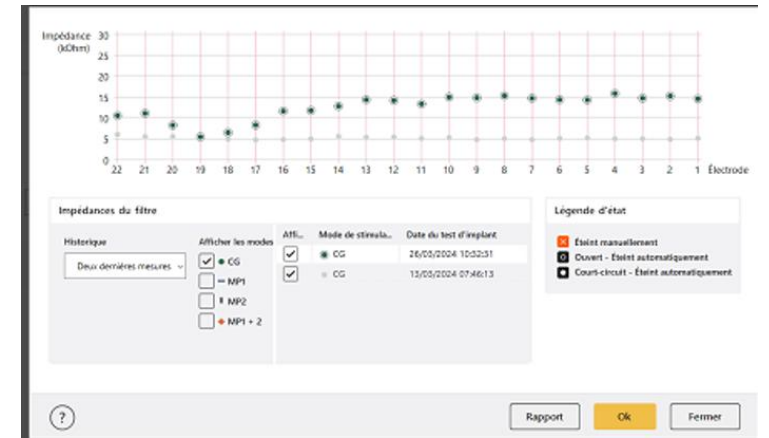 Impédance
(kOhm)
30
25
20
15
10
5
0
22 21 20 19 18 17 16 15 14 13 12 11 10 9 8 7 6 5 4 3 2 1 Électrode
Impédances du filtre
Historique
Deux dernières mesures
Afficher les modes
CG
MP1
MP2
MP1 + 2
Affi... Mode de stimula... Date du test d'implant
CG 26/03/2024 10:52:51
CG 13/03/2024 07:46:13
Légende d'état
Éteint manuellement
Ouvert - Éteint automatiquement
Court-circuit - Éteint automatiquement
?
Rapport Ok Fermer